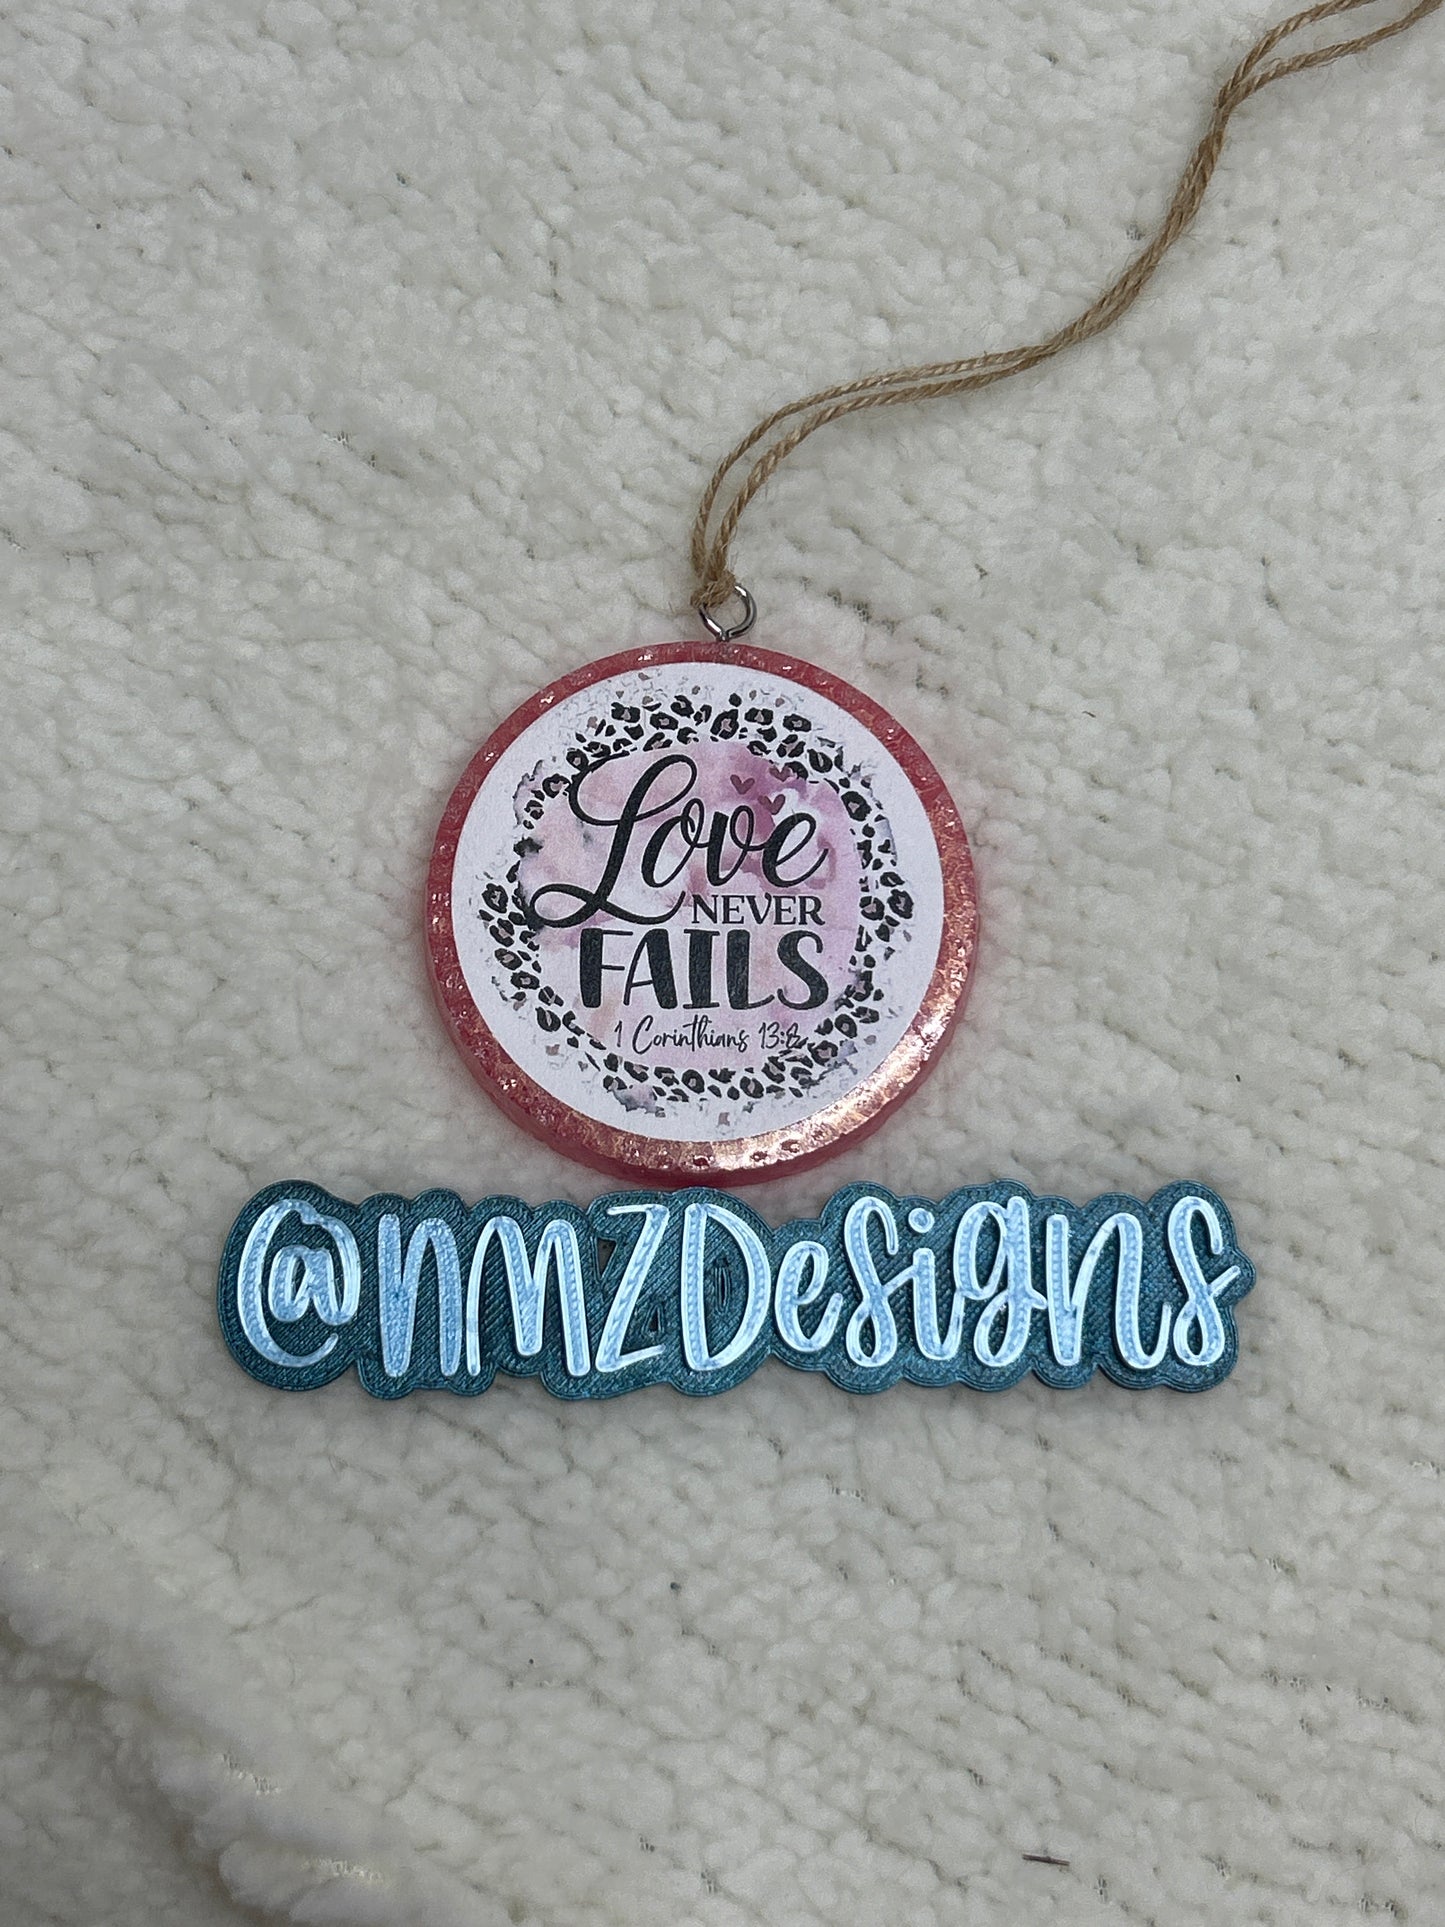 Love
NEVER
FAILS
1 Corinthians 13:8
@NMZDesigns